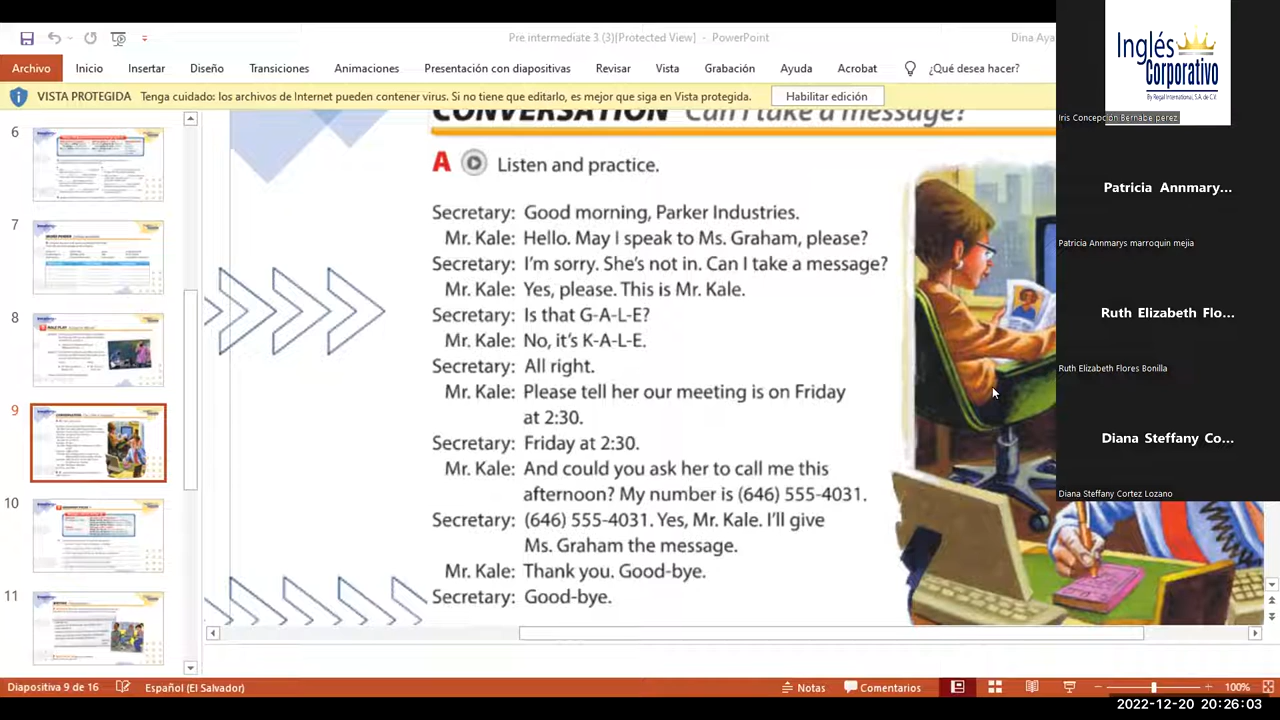 Pre intermediate 3 (3)[Protected View] - PowerPoint
Dina Aya
Archivo Inicio Insertar Diseño Transiciones Animaciones Presentación con diapositivas Revisar Vista Grabación Ayuda Acrobat ¿Qué desea hacer?
VISTA PROTEGIDA Tenga cuidado: los archivos de Internet pueden contener virus. Si no tiene que editarlo, es mejor que siga en Vista protegida. Habilitar edición
6
7
8
9
10
11
CONVERSATION Can I take a message?
A Listen and practice.
Secretary: Good morning, Parker Industries.
Mr. Kale: Hello. May I speak to Ms. Graham, please?
Secretary: I'm sorry. She's not in. Can I take a message?
Mr. Kale: Yes, please. This is Mr. Kale.
Secretary: Is that G-A-L-E?
Mr. Kale: No, it's K-A-L-E.
Secretary: All right.
Mr. Kale: Please tell her our meeting is on Friday
at 2:30.
Secretary: Friday at 2:30.
Mr. Kale: And could you ask her to call me this
afternoon? My number is (646) 555-4031.
Secretary: (646) 555-4031. Yes, Mr. Kale. I'll give
Ms. Graham the message.
Mr. Kale: Thank you. Good-bye.
Secretary: Good-bye.
Inglés
Corporativo
By Regal International, S.A. de C.V.
Iris Concepción Bernabe perez
Patricia Annmary...
Patricia Annmarys marroquin mejia
Ruth Elizabeth Flo...
Ruth Elizabeth Flores Bonilla
Diana Steffany Co...
Diana Steffany Cortez Lozano
Diapositiva 9 de 16 Español (El Salvador) Notas Comentarios 100%
2022-12-20 20:26:03